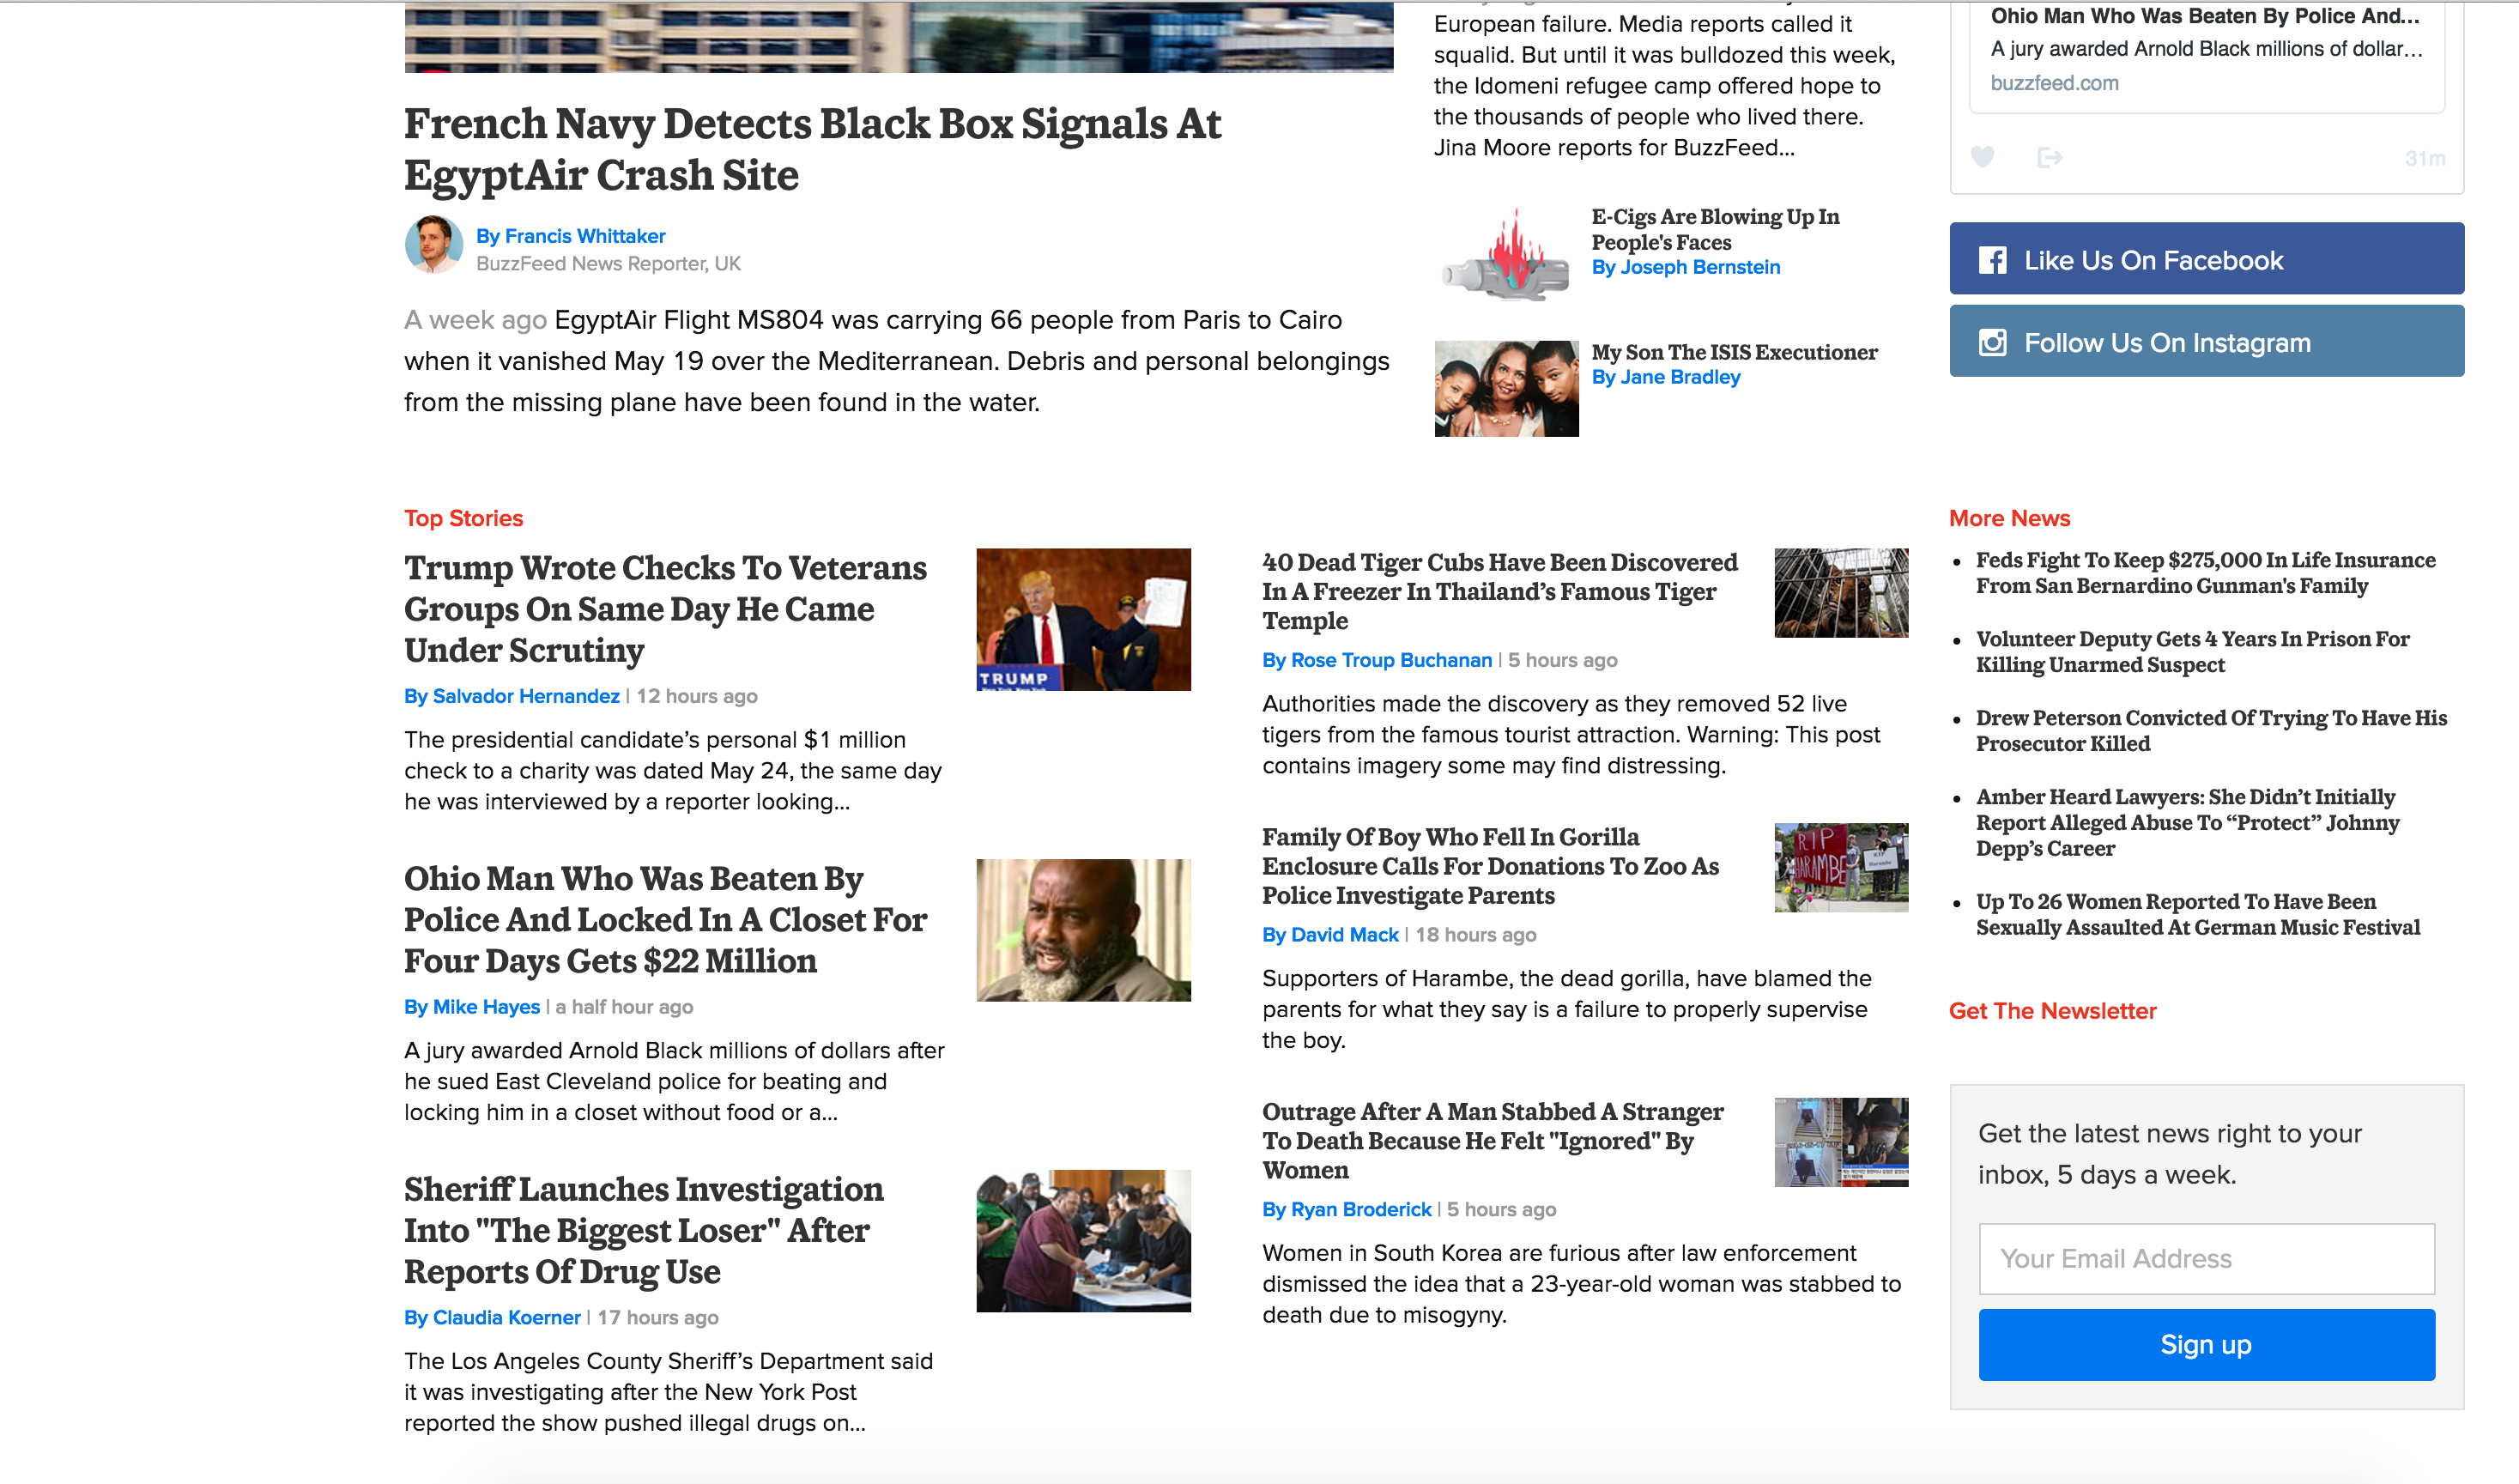 French Navy Detects Black Box Signals At
EgyptAir Crash Site
By Francis Whittaker
BuzzFeed News Reporter, UK
A week ago EgyptAir Flight MS804 was carrying 66 people from Paris to Cairo
when it vanished May 19 over the Mediterranean. Debris and personal belongings
from the missing plane have been found in the water.
European failure. Media reports called it
squalid. But until it was bulldozed this week,
the Idomeni refugee camp offered hope to
the thousands of people who lived there.
Jina Moore reports for BuzzFeed...
E-Cigs Are Blowing Up In
People's Faces
By Joseph Bernstein
My Son The ISIS Executioner
By Jane Bradley
Ohio Man Who Was Beaten By Police And...
A jury awarded Arnold Black millions of dollar...
buzzfeed.com
31m
Like Us On Facebook
Follow Us On Instagram
Top Stories
Trump Wrote Checks To Veterans
Groups On Same Day He Came
Under Scrutiny
By Salvador Hernandez | 12 hours ago
The presidential candidate’s personal $1 million
check to a charity was dated May 24, the same day
he was interviewed by a reporter looking...
TRUMP
New York, New York
Ohio Man Who Was Beaten By
Police And Locked In A Closet For
Four Days Gets $22 Million
By Mike Hayes | a half hour ago
A jury awarded Arnold Black millions of dollars after
he sued East Cleveland police for beating and
locking him in a closet without food or a...
Sheriff Launches Investigation
Into "The Biggest Loser" After
Reports Of Drug Use
By Claudia Koerner | 17 hours ago
The Los Angeles County Sheriff’s Department said
it was investigating after the New York Post
reported the show pushed illegal drugs on...
40 Dead Tiger Cubs Have Been Discovered
In A Freezer In Thailand’s Famous Tiger
Temple
By Rose Troup Buchanan | 5 hours ago
Authorities made the discovery as they removed 52 live
tigers from the famous tourist attraction. Warning: This post
contains imagery some may find distressing.
Family Of Boy Who Fell In Gorilla
Enclosure Calls For Donations To Zoo As
Police Investigate Parents
By David Mack | 18 hours ago
Supporters of Harambe, the dead gorilla, have blamed the
parents for what they say is a failure to properly supervise
the boy.
RIP
HARAMBE
R.I.P
Harambe
Outrage After A Man Stabbed A Stranger
To Death Because He Felt "Ignored" By
Women
By Ryan Broderick | 5 hours ago
Women in South Korea are furious after law enforcement
dismissed the idea that a 23-year-old woman was stabbed to
death due to misogyny.
More News
Feds Fight To Keep $275,000 In Life Insurance
From San Bernardino Gunman's Family
Volunteer Deputy Gets 4 Years In Prison For
Killing Unarmed Suspect
Drew Peterson Convicted Of Trying To Have His
Prosecutor Killed
Amber Heard Lawyers: She Didn’t Initially
Report Alleged Abuse To “Protect” Johnny
Depp’s Career
Up To 26 Women Reported To Have Been
Sexually Assaulted At German Music Festival
Get The Newsletter
Get the latest news right to your
inbox, 5 days a week.
Your Email Address
Sign up